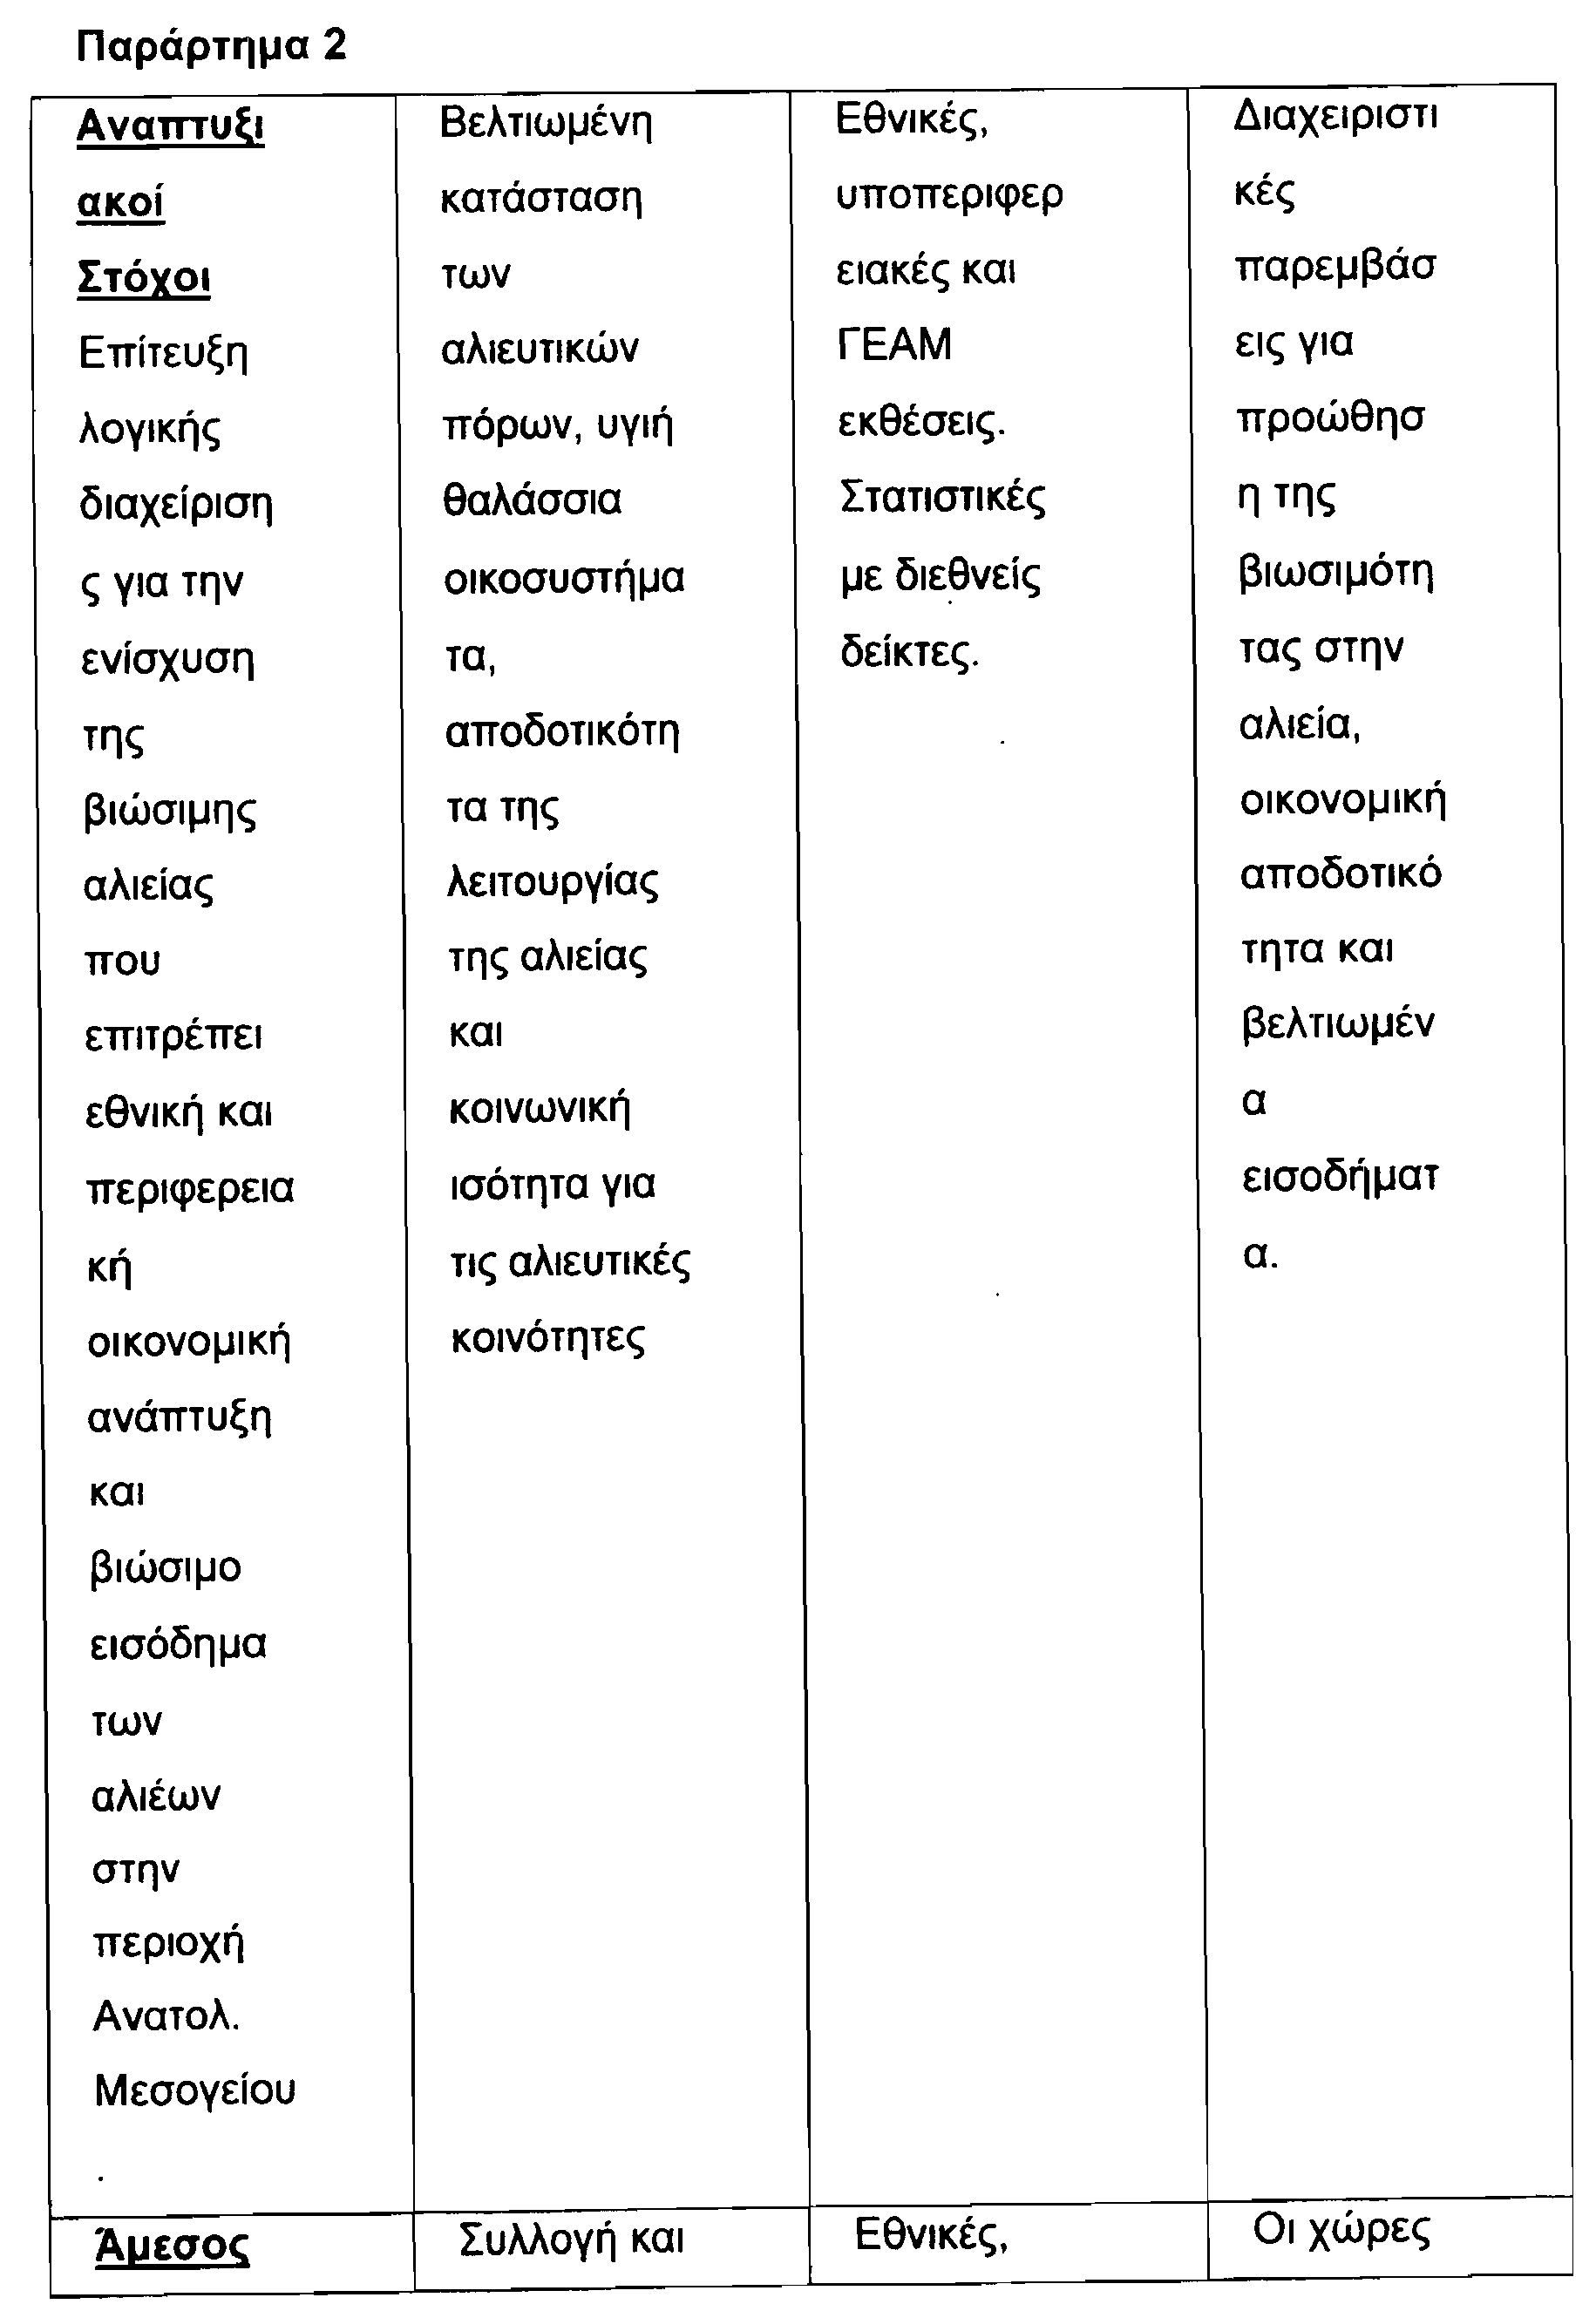 Παράρτημα 2
Αναπτυξι
ακοί
Στόχοι
Επίτευξη
λογικής
διαχείριση
ς για την
ενίσχυση
της
βιώσιμης
αλιείας
που
επιτρέπει
εθνική και
περιφερεια
κή
οικονομική
ανάπτυξη
και
βιώσιμο
εισόδημα
των
αλιέων
στην
περιοχή
Ανατολ.
Μεσογείου
.
Βελτιωμένη
κατάσταση
των
αλιευτικών
πόρων, υγιή
θαλάσσια
οικοσυστήμα
τα,
αποδοτικότη
τα της
λειτουργίας
της αλιείας
και
κοινωνική
ισότητα για
τις αλιευτικές
κοινότητες
Εθνικές,
υποπεριφερ
ειακές και
ΓΕΑΜ
εκθέσεις.
Στατιστικές
με διεθνείς
δείκτες.
Διαχειριστι
κές
παρεμβάσ
εις για
προώθησ
η της
βιωσιμότη
τας στην
αλιεία,
οικονομική
αποδοτικό
τητα και
βελτιωμέν
α
εισοδήματ
α.
Άμεσος
Συλλογή και
Εθνικές,
Οι χώρες